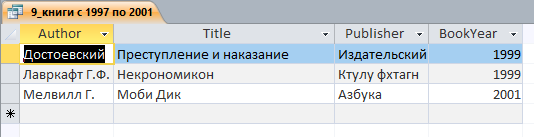 9_книги с 1997 по 2001
Author Title Publisher BookYear
Достоевский Преступление и наказание Издательский 1999
Лавркафт Г.Ф. Некрономикон Ктулу фхтагн 1999
Мелвилл Г. Моби Дик Азбука 2001